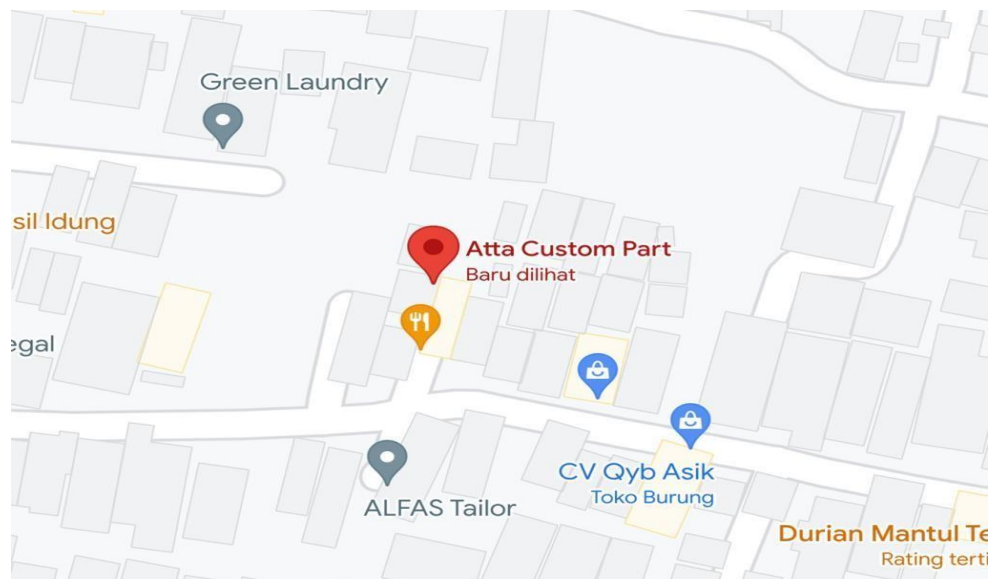 Green Laundry
sil Idung
Atta Custom Part
Baru dilihat
egal
CV Qyb Asik
Toko Burung
ALFAS Tailor
Durian Mantul Te
Rating terti